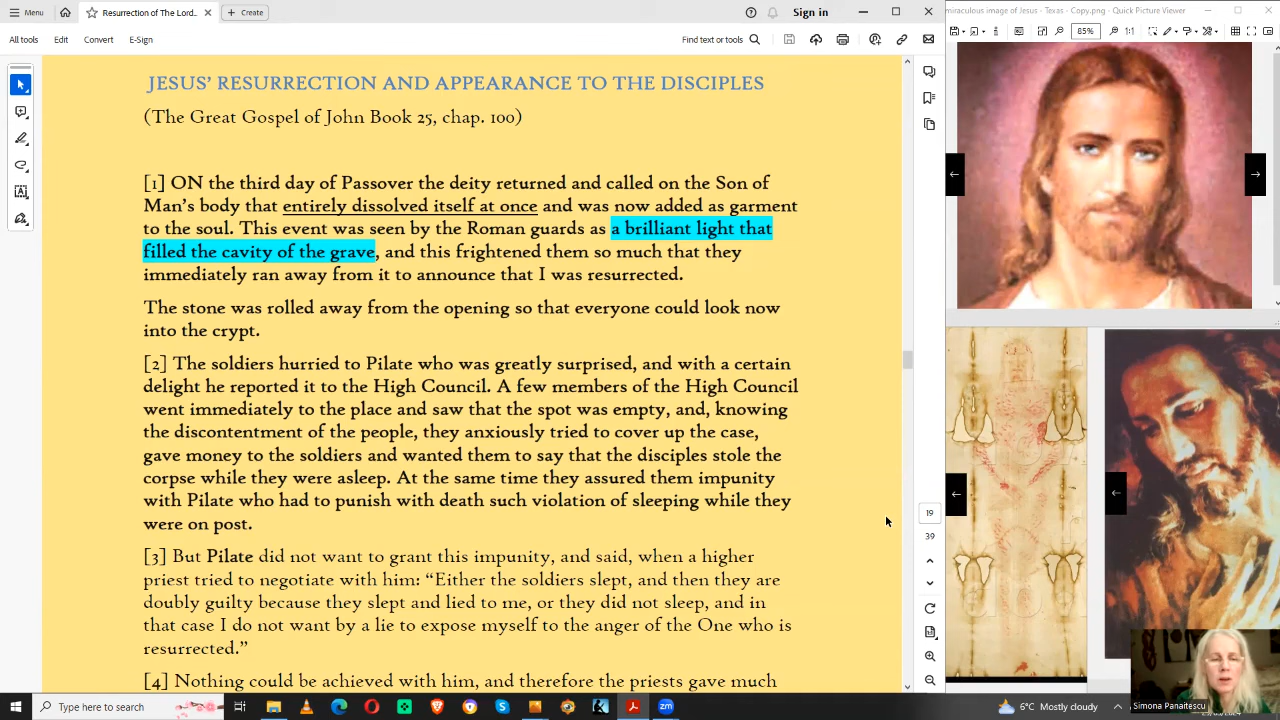 Menu
Resurrection of The Lord...
Create
Sign in
miraculous image of Jesus - Texas - Copy.png - Quick Picture Viewer
All tools
Edit
Convert
E-Sign
Find text or tools
85%
1:1
JESUS' RESURRECTION AND APPEARANCE TO THE DISCIPLES
(The Great Gospel of John Book 25, chap. 100)
[1] ON the third day of Passover the deity returned and called on the Son of
Man's body that entirely dissolved itself at once and was now added as garment
to the soul. This event was seen by the Roman guards as a brilliant light that
filled the cavity of the grave, and this frightened them so much that they
immediately ran away from it to announce that I was resurrected.
The stone was rolled away from the opening so that everyone could look now
into the crypt.
[2] The soldiers hurried to Pilate who was greatly surprised, and with a certain
delight he reported it to the High Council. A few members of the High Council
went immediately to the place and saw that the spot was empty, and, knowing
the discontentment of the people, they anxiously tried to cover up the case,
gave money to the soldiers and wanted them to say that the disciples stole the
corpse while they were asleep. At the same time they assured them impunity
with Pilate who had to punish with death such violation of sleeping while they
were on post.
[3] But Pilate did not want to grant this impunity, and said, when a higher
priest tried to negotiate with him: “Either the soldiers slept, and then they are
doubly guilty because they slept and lied to me, or they did not sleep, and in
that case I do not want by a lie to expose myself to the anger of the One who is
resurrected.”
[4] Nothing could be achieved with him, and therefore the priests gave much
19
39
Type here to search
6°C Mostly cloudy
Simona Panaitescu